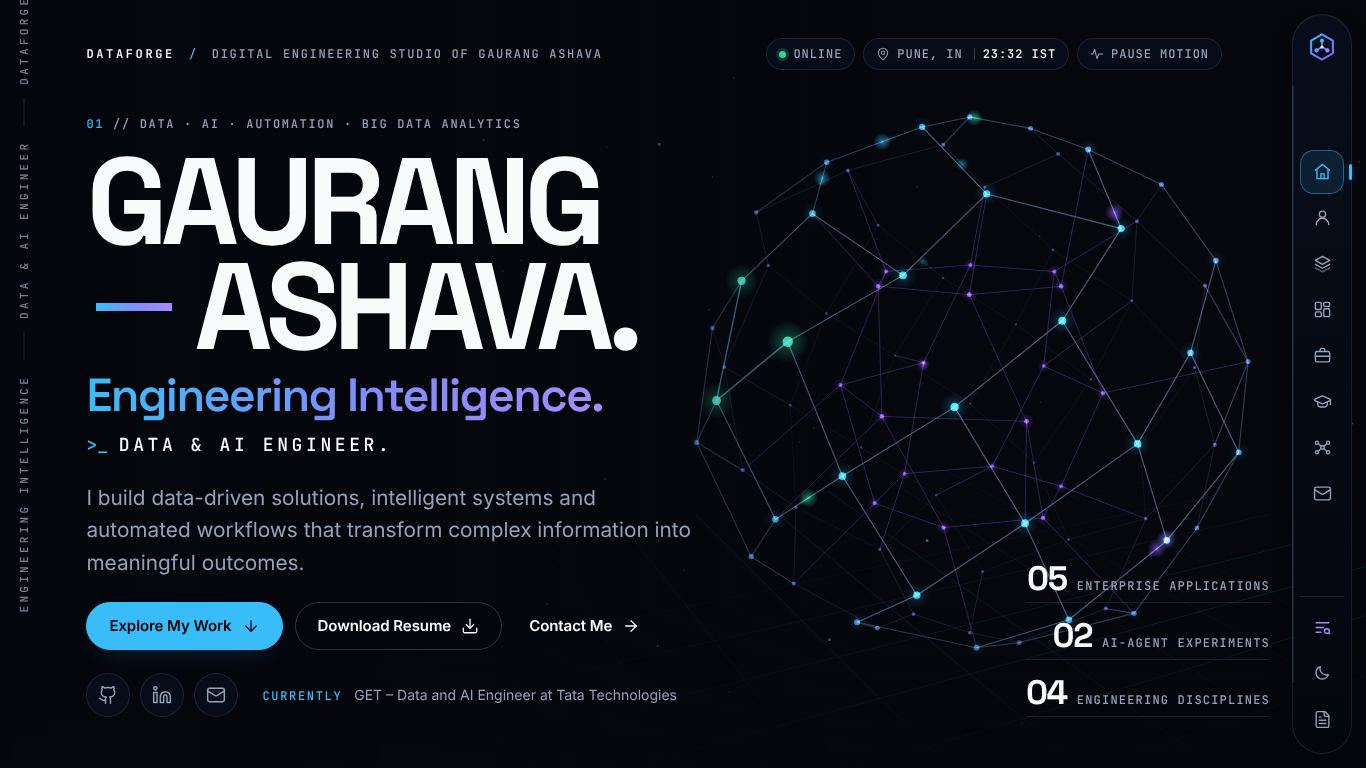 DATAFORGE / DIGITAL ENGINEERING STUDIO OF GAURANG ASHAVA
ONLINE
PUNE, IN | 23:32 IST
PAUSE MOTION
ENGINEERING INTELLIGENCE — DATA & AI ENGINEER — DATAFORGE
01 // DATA · AI · AUTOMATION · BIG DATA ANALYTICS
GAURANG
ASHAVA.
Engineering Intelligence.
>_ DATA & AI ENGINEER.
I build data-driven solutions, intelligent systems and
automated workflows that transform complex information into
meaningful outcomes.
Explore My Work
Download Resume
Contact Me
CURRENTLY GET – Data and AI Engineer at Tata Technologies
05 ENTERPRISE APPLICATIONS
02 AI-AGENT EXPERIMENTS
04 ENGINEERING DISCIPLINES